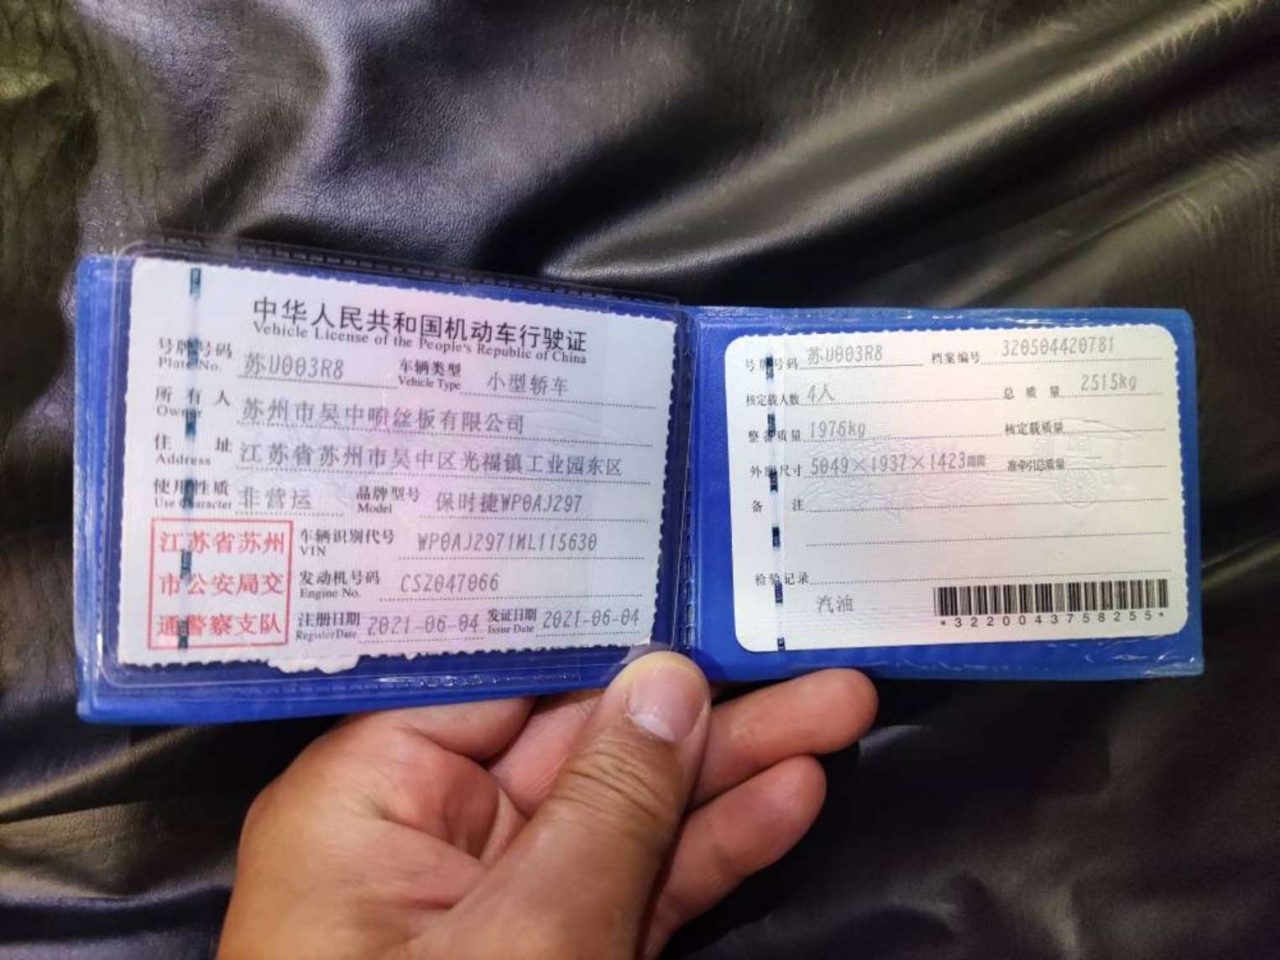 中华人民共和国机动车行驶证
Vehicle License of the People's Republic of China
号牌号码 苏U003R8 车辆类型 小型轿车
Plate No. Vehicle Type
所有人 苏州市吴中喷丝板有限公司
Owner
住址 江苏省苏州市吴中区光福镇工业园东区
Address
使用性质 非营运 品牌型号 保时捷WP0AJ297
Use Character Model
江苏省苏州
市公安局交
通警察支队
车辆识别代号 WP0AJ2971ML115630
VIN
发动机号码 CSZ047066
Engine No.
注册日期 2021-06-04 发证日期 2021-06-04
Register Date Issue Date
号牌号码 苏U003R8 档案编号 320504420781
核定载人数 4人 总质量 2515kg
整备质量 1976kg 核定载质量
外廓尺寸 5049×1937×1423 准牵引总质量
备注
检验记录
汽油
*3220043758255*